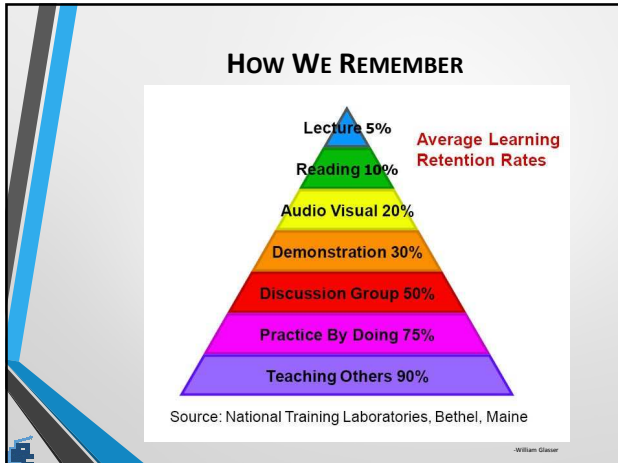 HOW WE REMEMBER
Lecture 5%
Average Learning
Retention Rates
Reading 10%
Audio Visual 20%
Demonstration 30%
Discussion Group 50%
Practice By Doing 75%
Teaching Others 90%
Source: National Training Laboratories, Bethel, Maine
-William Glasser